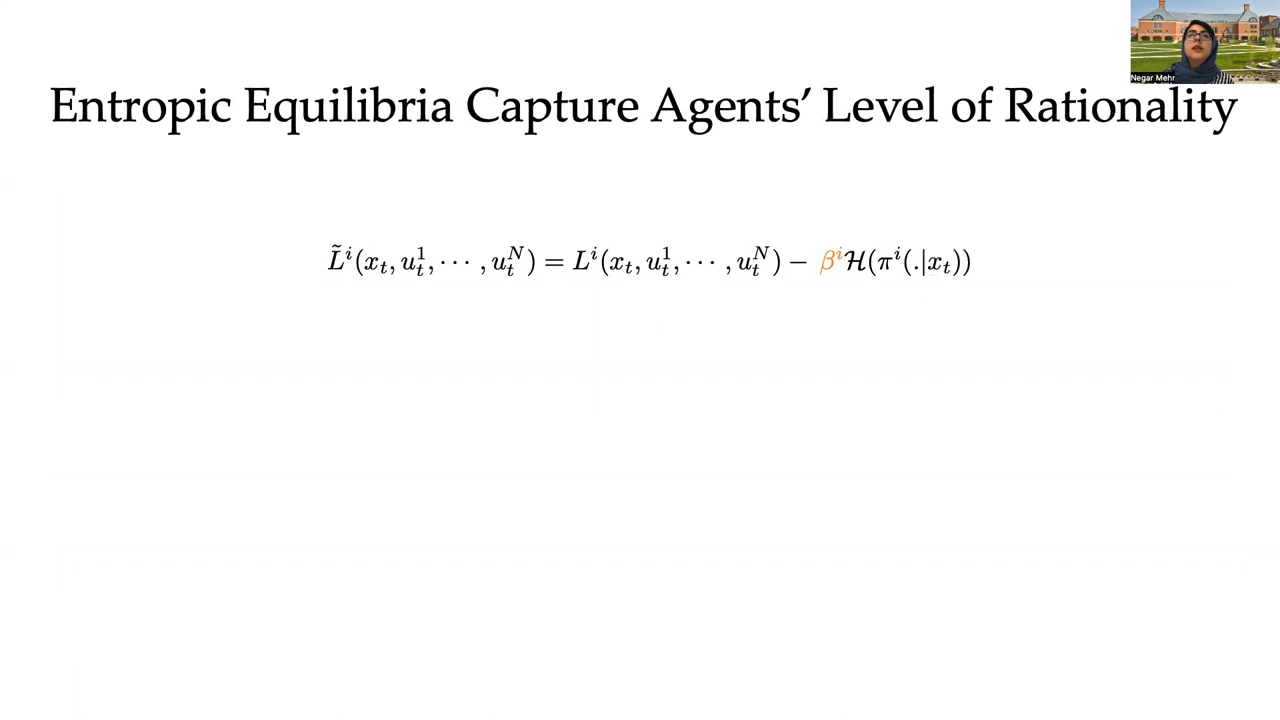 Negar Mehr
Entropic Equilibria Capture Agents’ Level of Rationality
L̃ⁱ(xₜ, uₜ¹, ⋯ , uₜᴺ) = Lⁱ(xₜ, uₜ¹, ⋯ , uₜᴺ) − βⁱℋ(πⁱ(.|xₜ))